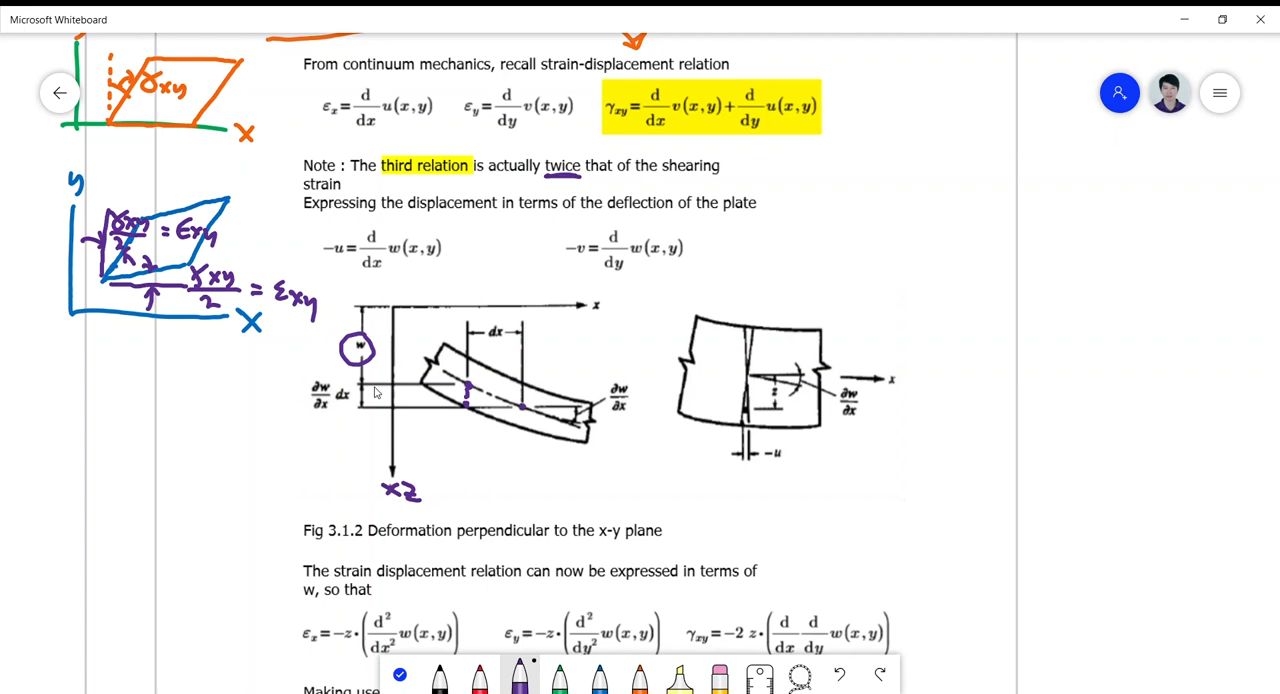 Microsoft Whiteboard
γxy
x
From continuum mechanics, recall strain-displacement relation
εx = d/dx u(x,y) εy = d/dy v(x,y) γxy = d/dx v(x,y) + d/dy u(x,y)
Note : The third relation is actually twice that of the shearing
strain
y
γxy/2 = εxy
γxy/2 = εxy
x
Expressing the displacement in terms of the deflection of the plate
-u = d/dx w(x,y) -v = d/dy w(x,y)
x
dx
w
∂w/∂x dx
∂w/∂x
xz
x
z
∂w/∂x
-u
Fig 3.1.2 Deformation perpendicular to the x-y plane
The strain displacement relation can now be expressed in terms of
w, so that
εx = -z·(d²/dx² w(x,y)) εy = -z·(d²/dy² w(x,y)) γxy = -2 z·(d/dx d/dy w(x,y))
Making use